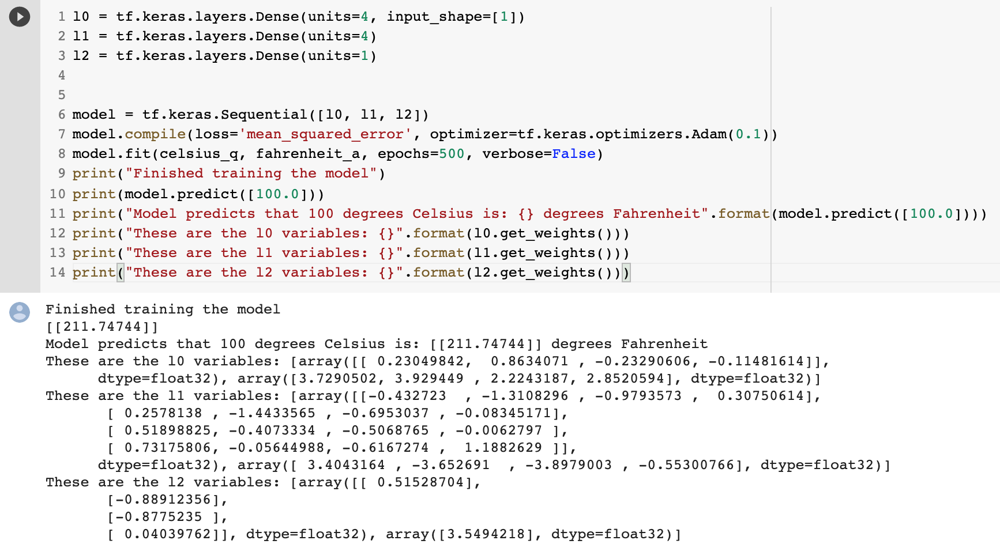 1 l0 = tf.keras.layers.Dense(units=4, input_shape=[1])
2 l1 = tf.keras.layers.Dense(units=4)
3 l2 = tf.keras.layers.Dense(units=1)
4
5
6 model = tf.keras.Sequential([l0, l1, l2])
7 model.compile(loss='mean_squared_error', optimizer=tf.keras.optimizers.Adam(0.1))
8 model.fit(celsius_q, fahrenheit_a, epochs=500, verbose=False)
9 print("Finished training the model")
10 print(model.predict([100.0]))
11 print("Model predicts that 100 degrees Celsius is: {} degrees Fahrenheit".format(model.predict([100.0])))
12 print("These are the l0 variables: {}".format(l0.get_weights()))
13 print("These are the l1 variables: {}".format(l1.get_weights()))
14 print("These are the l2 variables: {}".format(l2.get_weights()))
Finished training the model
[[211.74744]]
Model predicts that 100 degrees Celsius is: [[211.74744]] degrees Fahrenheit
These are the l0 variables: [array([[ 0.23049842,  0.8634071 , -0.23290606, -0.11481614]],
      dtype=float32), array([3.7290502, 3.929449 , 2.2243187, 2.8520594], dtype=float32)]
These are the l1 variables: [array([[-0.432723  , -1.3108296 , -0.9793573 ,  0.30750614],
       [ 0.2578138 , -1.4433565 , -0.6953037 , -0.08345171],
       [ 0.51898825, -0.4073334 , -0.5068765 , -0.0062797 ],
       [ 0.73175806, -0.05644988, -0.6167274 ,  1.1882629 ]],
      dtype=float32), array([ 3.4043164 , -3.652691  , -3.8979003 , -0.55300766], dtype=float32)]
These are the l2 variables: [array([[ 0.51528704],
       [-0.88912356],
       [-0.8775235 ],
       [ 0.04039762]], dtype=float32), array([3.5494218], dtype=float32)]